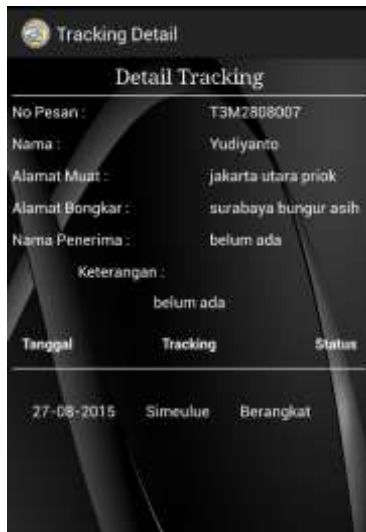 Tracking Detail
Detail Tracking
No Pesan : T3M2808007
Nama : Yudiyanto
Alamat Muat : jakarta utara priok
Alamat Bongkar : surabaya bungur asih
Nama Penerima : belum ada
Keterangan :
belum ada
Tanggal Tracking Status
27-08-2015 Simeulue Berangkat